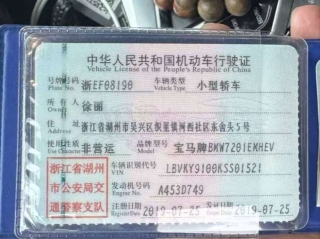 中华人民共和国机动车行驶证
Vehicle License of the People's Republic of China
号牌号码 浙EF08190 车辆类型 小型轿车
Plate No. Vehicle Type
所有人 徐丽
Owner
住址 浙江省湖州市吴兴区织里镇河西社区东舍头5号
Address
使用性质 非营运 品牌型号 宝马牌BMW7201EKHEV
Use Character Model
浙江省湖州市公安局交通警察支队
车辆识别代号 LBVKY9100KSS01521
VIN
发动机号码 A453D749
Engine No.
注册日期 2019-07-25 发证日期 2019-07-25
Register Date Issue Date